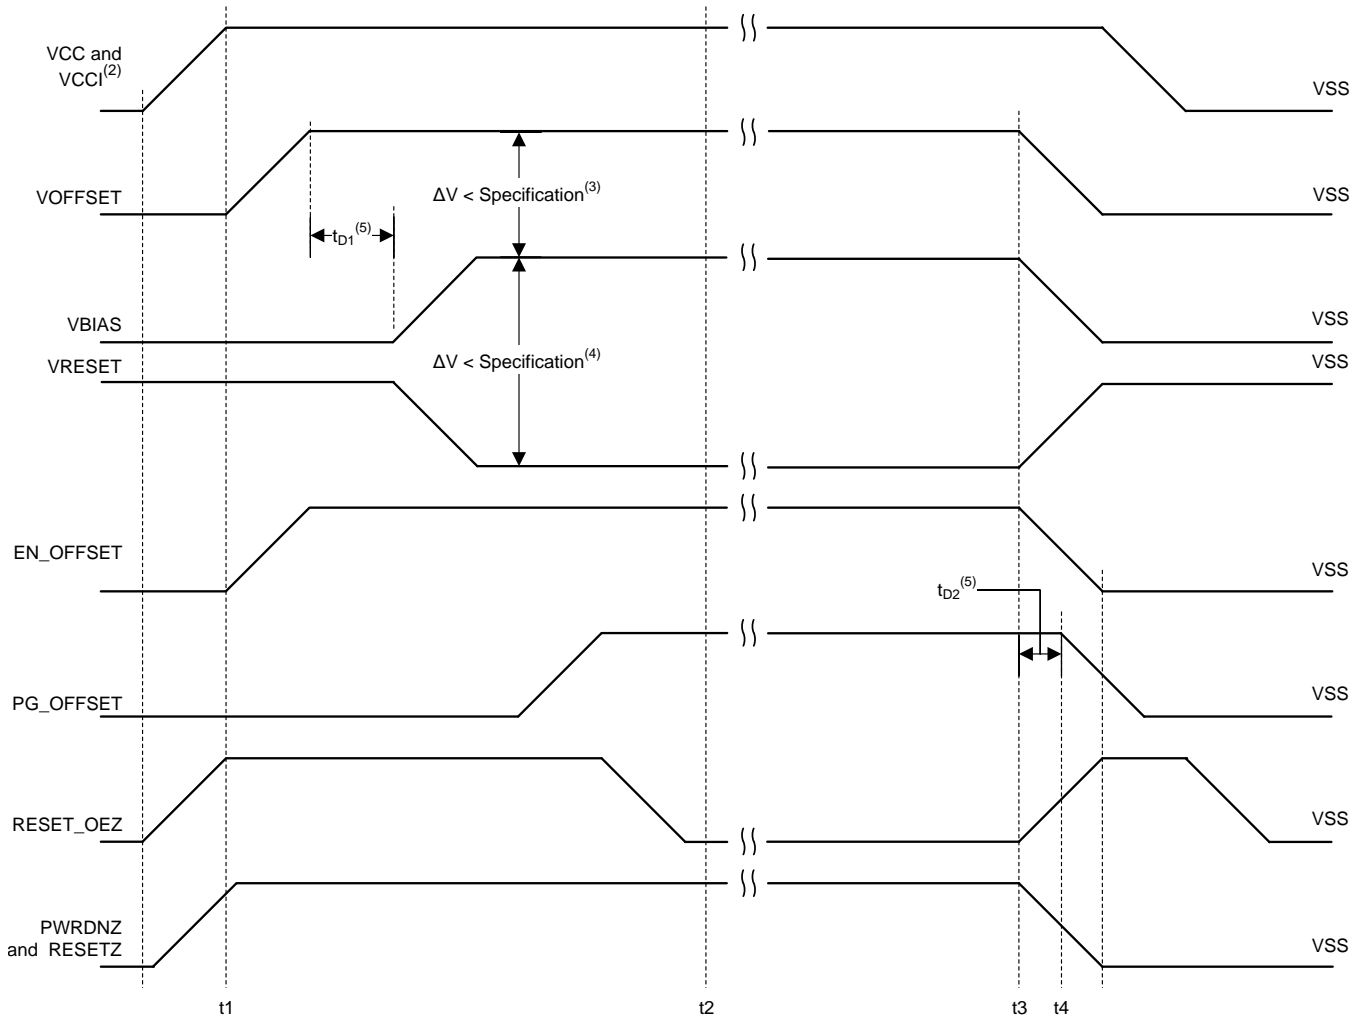 VCC and
VCCI(2)
VSS
VOFFSET
ΔV < Specification(3)
VSS
tD1(5)
VBIAS
VSS
VRESET
ΔV < Specification(4)
VSS
EN_OFFSET
VSS
tD2(5)
PG_OFFSET
VSS
RESET_OEZ
VSS
PWRDNZ
and RESETZ
VSS
t1
t2
t3
t4